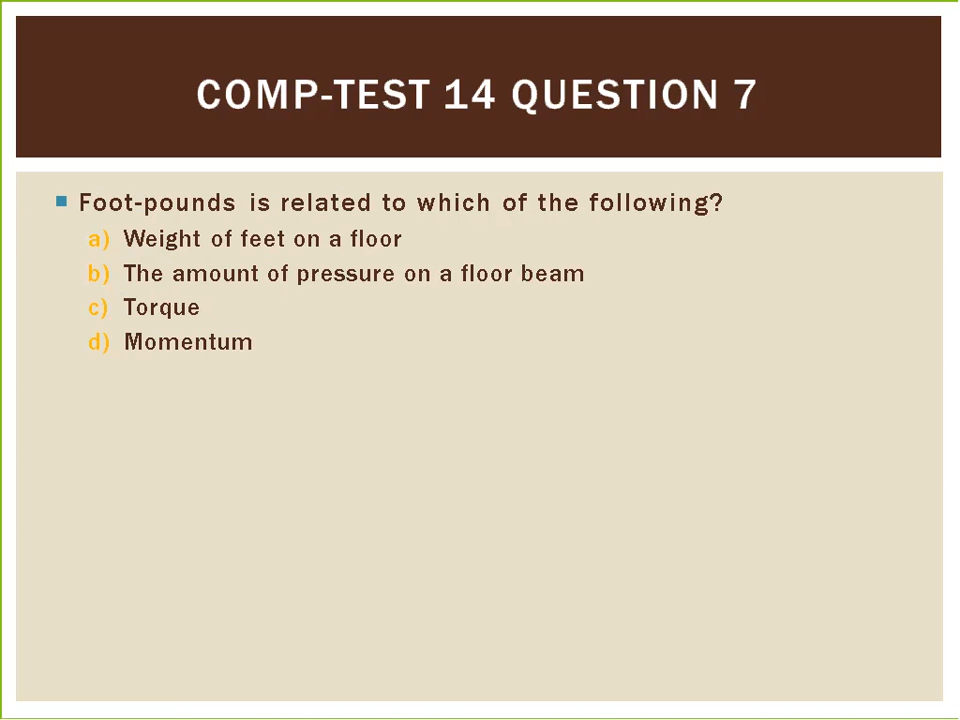 COMP-TEST 14 QUESTION 7
▪ Foot-pounds is related to which of the following?
a) Weight of feet on a floor
b) The amount of pressure on a floor beam
c) Torque
d) Momentum